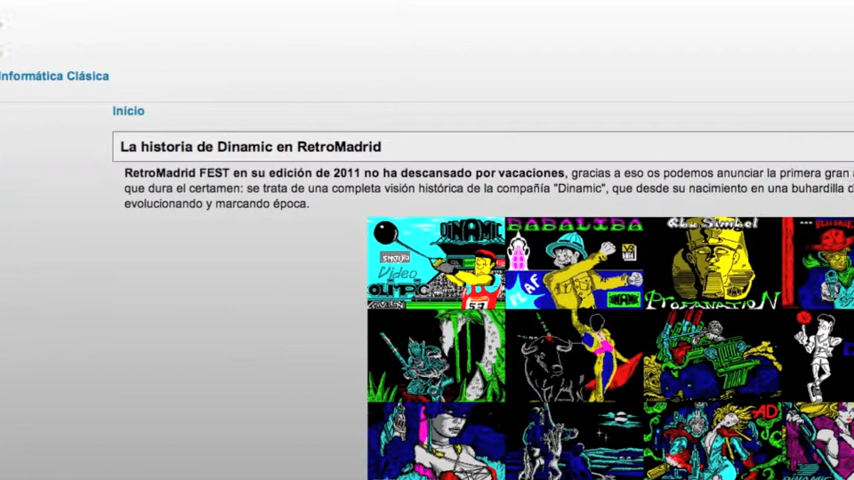 Informática Clásica
Inicio
La historia de Dinamic en RetroMadrid
RetroMadrid FEST en su edición de 2011 no ha descansado por vacaciones, gracias a eso os podemos anunciar la primera gran
que dura el certamen: se trata de una completa visión histórica de la compañía "Dinamic", que desde su nacimiento en una buhardilla
evolucionando y marcando época.
DINAMIC
Video
OLIMPIC
BABALIBA
Abu Simbel
PROFANATION